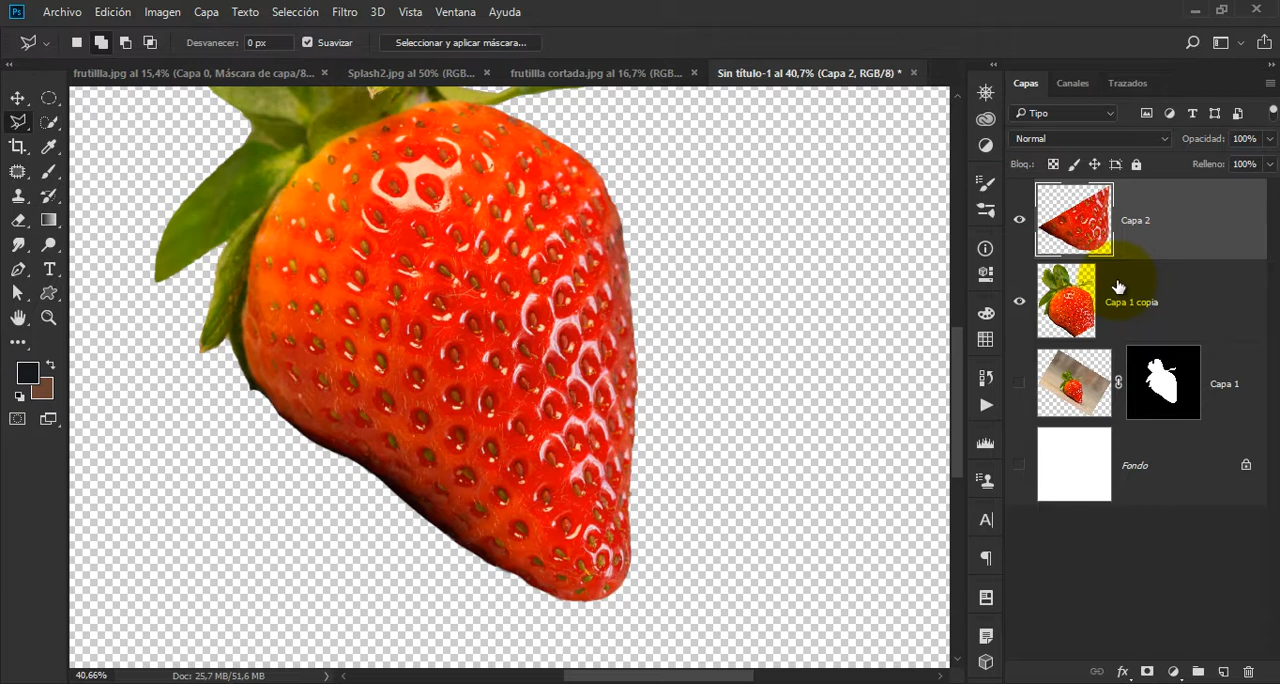 Ps Archivo Edición Imagen Capa Texto Selección Filtro 3D Vista Ventana Ayuda
Desvanecer: 0 px Suavizar Seleccionar y aplicar máscara...
frutillla.jpg al 15,4% (Capa 0, Máscara de capa/8... Splash2.jpg al 50% (RGB... frutillla cortada.jpg al 16,7% (RGB... Sin título-1 al 40,7% (Capa 2, RGB/8) *
Capas Canales Trazados
Tipo
Normal Opacidad: 100%
Bloq.: Relleno: 100%
Capa 2
Capa 1 copia
Capa 1
Fondo
40,66% Doc: 25,7 MB/51,6 MB